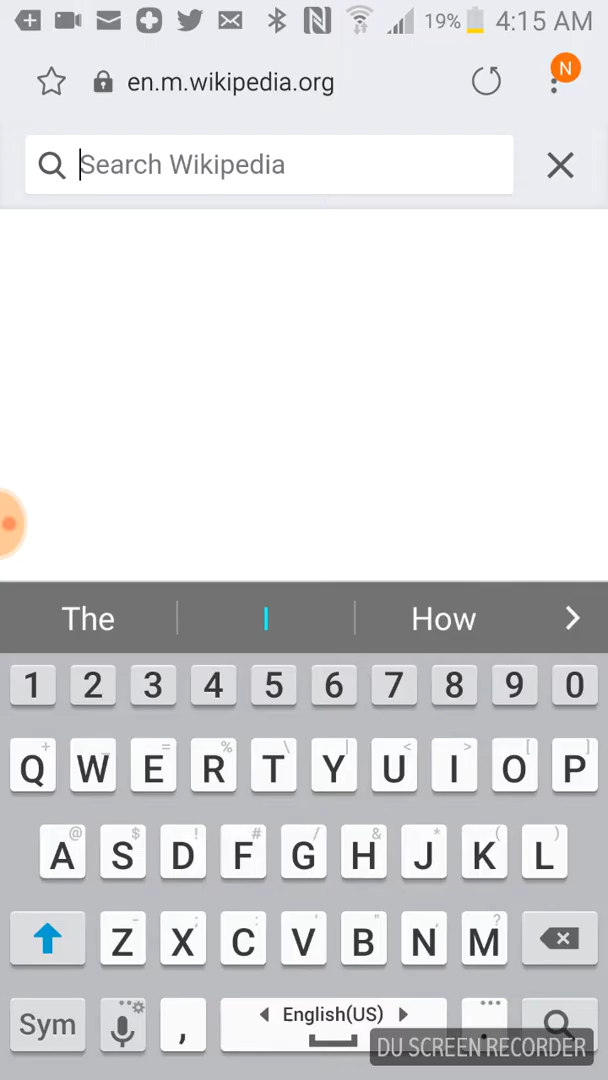 19% 4:15 AM
en.m.wikipedia.org
N
Search Wikipedia
The I How
1 2 3 4 5 6 7 8 9 0
+ _ = % \ | < > [ ]
Q W E R T Y U I O P
@ $ ! # / & * ( )
A S D F G H J K L
- ; : ' " ?
Z X C V B N M
Sym , English(US) .
DU SCREEN RECORDER